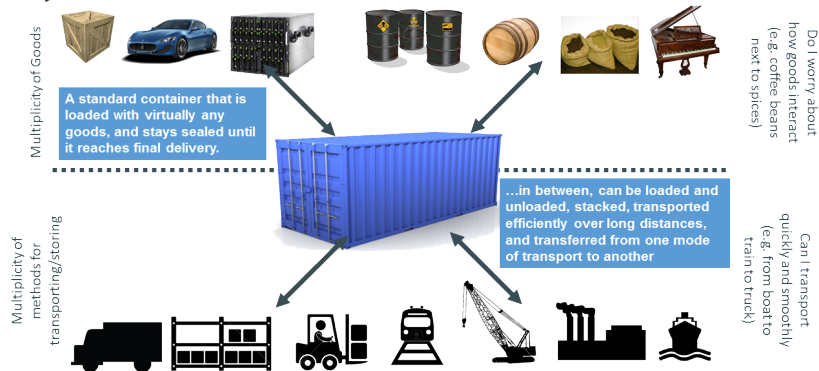 Multiplicity of Goods
A standard container that is
loaded with virtually any
goods, and stays sealed until
it reaches final delivery.
Do I worry about
how goods interact
(e.g. coffee beans
next to spices)
Multiplicity of
methods for
transporting/storing
…in between, can be loaded and
unloaded, stacked, transported
efficiently over long distances,
and transferred from one mode
of transport to another
Can I transport
quickly and smoothly
(e.g. from boat to
train to truck)